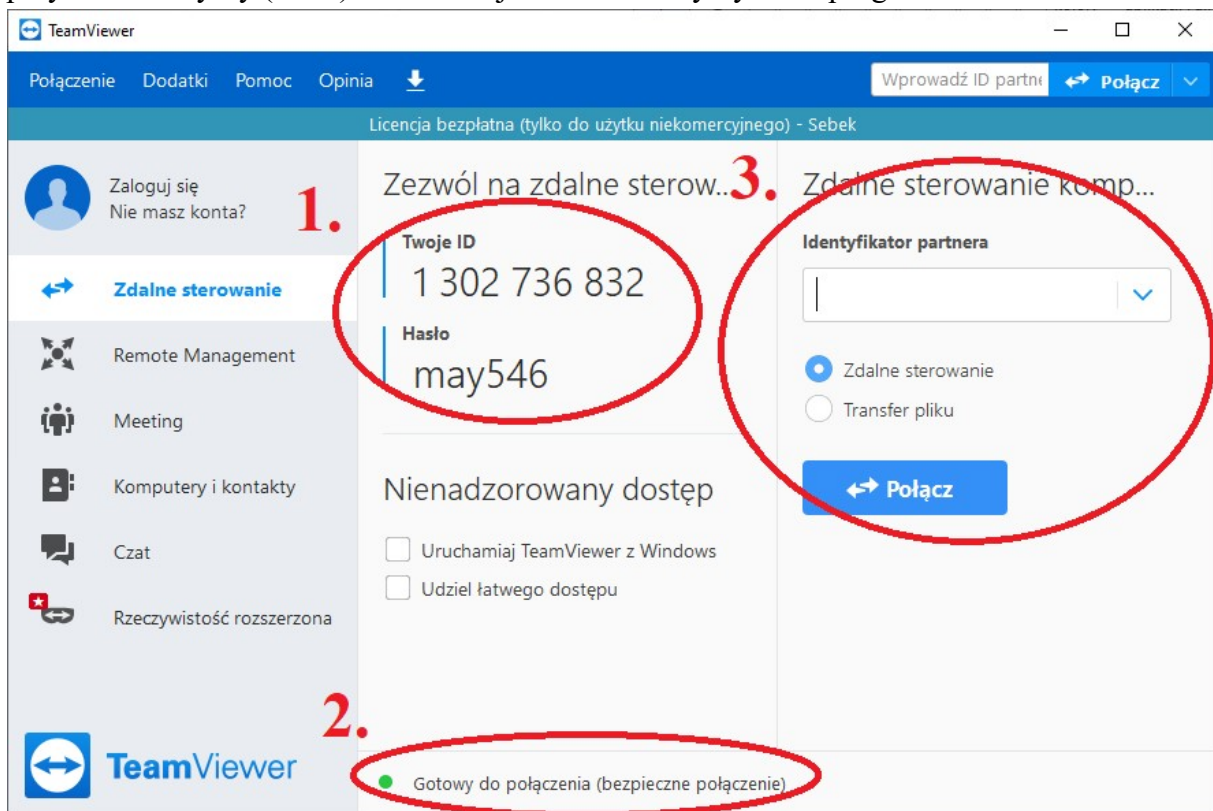 TeamViewer
Połączenie Dodatki Pomoc Opinia
Wprowadź ID partne
Połącz
Licencja bezpłatna (tylko do użytku niekomercyjnego) - Sebek
Zaloguj się
Nie masz konta?
Zdalne sterowanie
Remote Management
Meeting
Komputery i kontakty
Czat
Rzeczywistość rozszerzona
TeamViewer
1.
Zezwól na zdalne sterow...
Twoje ID
1 302 736 832
Hasło
may546
Nienadzorowany dostęp
Uruchamiaj TeamViewer z Windows
Udziel łatwego dostępu
2.
Gotowy do połączenia (bezpieczne połączenie)
3.
Zdalne sterowanie komp...
Identyfikator partnera
Zdalne sterowanie
Transfer pliku
Połącz